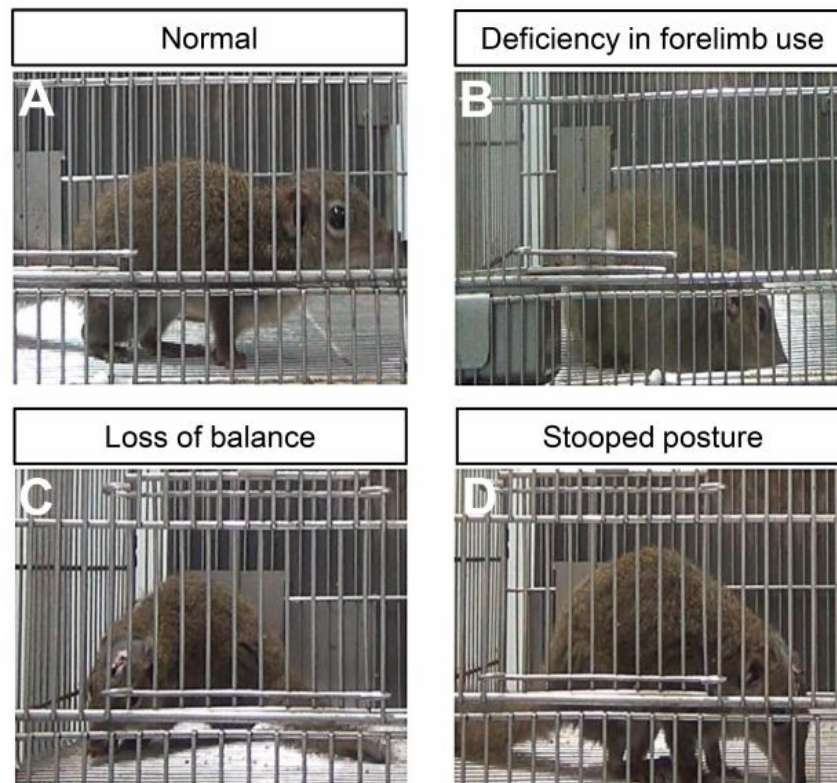 Normal
Deficiency in forelimb use
A
B
Loss of balance
Stooped posture
C
D